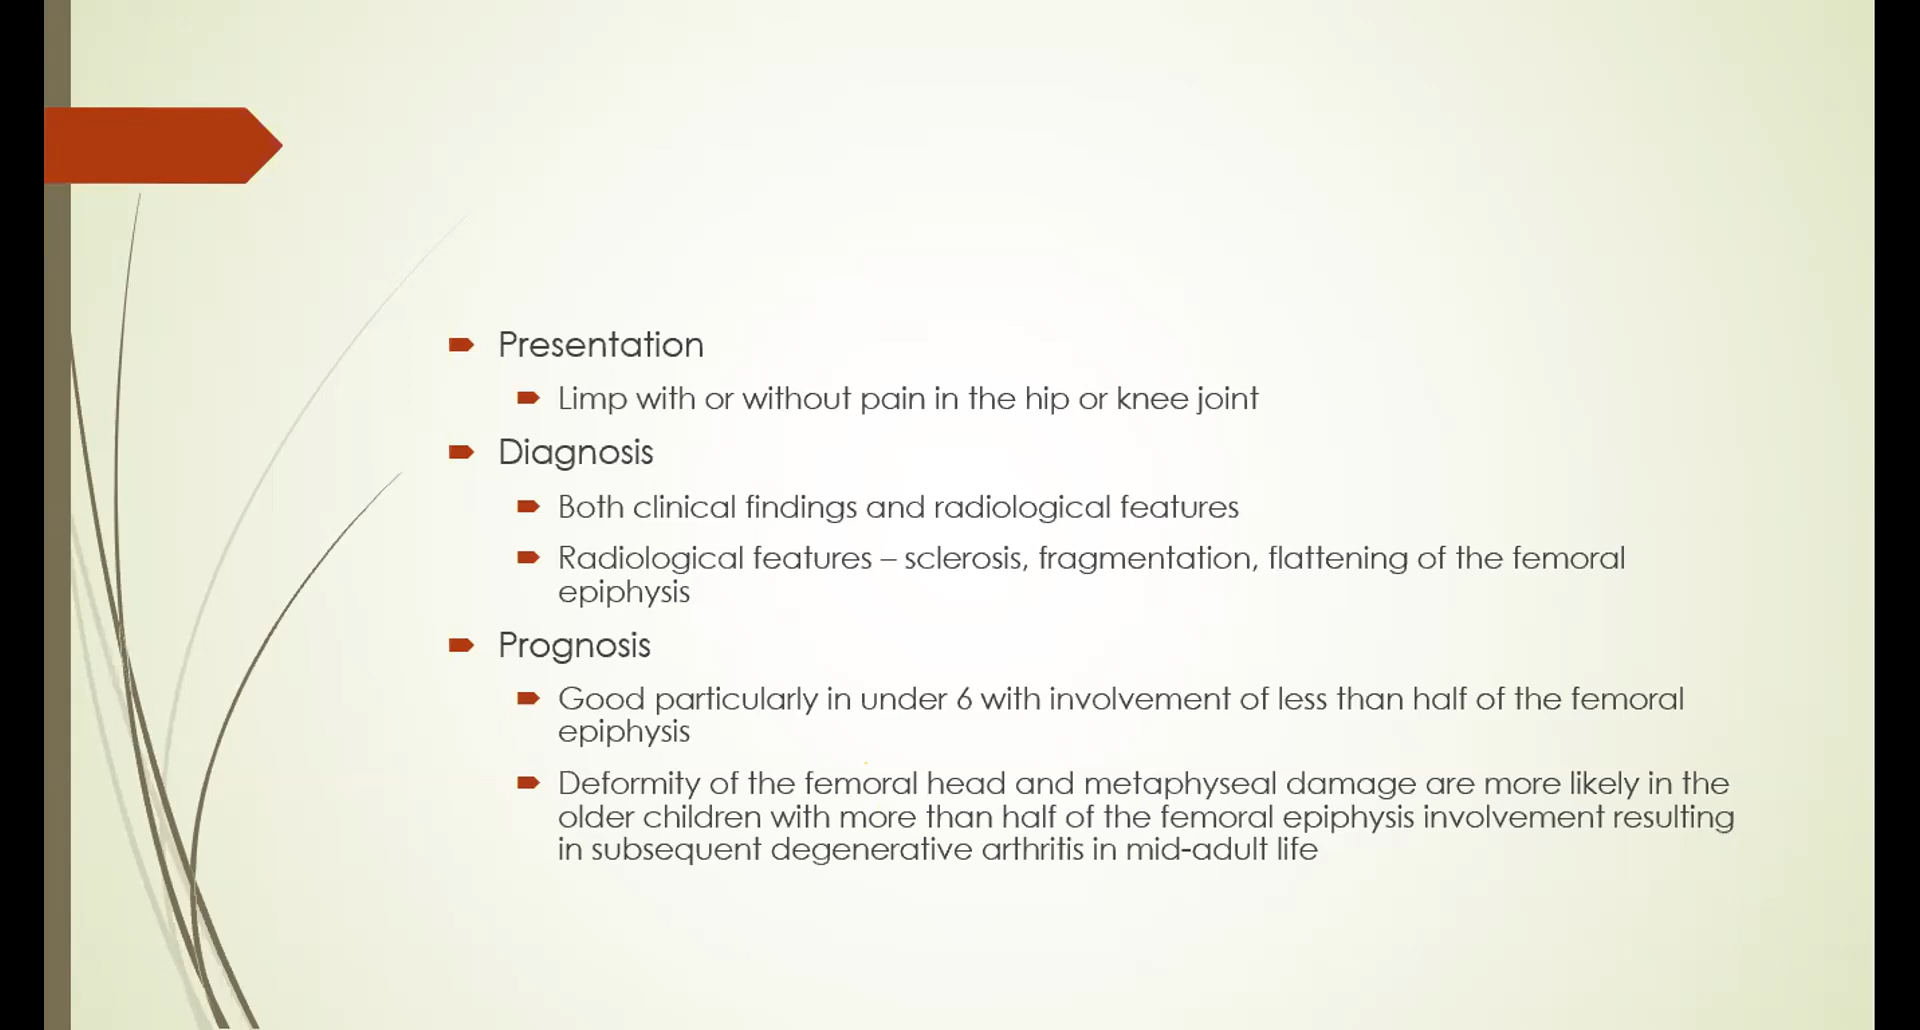 Presentation
Limp with or without pain in the hip or knee joint
Diagnosis
Both clinical findings and radiological features
Radiological features – sclerosis, fragmentation, flattening of the femoral
epiphysis
Prognosis
Good particularly in under 6 with involvement of less than half of the femoral
epiphysis
Deformity of the femoral head and metaphyseal damage are more likely in the
older children with more than half of the femoral epiphysis involvement resulting
in subsequent degenerative arthritis in mid-adult life